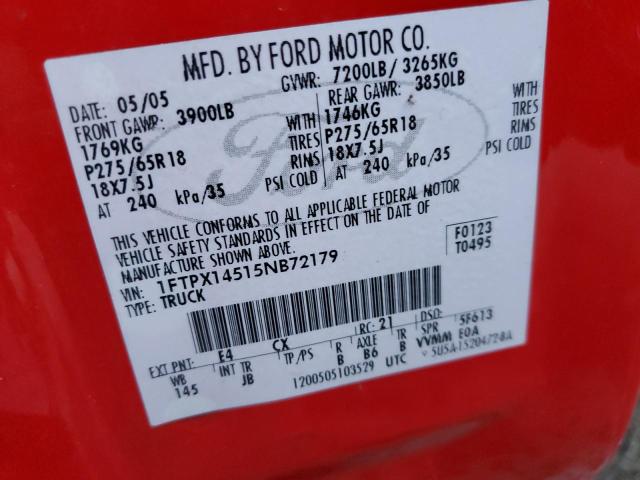 MFD. BY FORD MOTOR CO.
DATE: 05/05 GVWR: 7200LB/ 3265KG
FRONT GAWR: 3900LB REAR GAWR: 3850LB
1769KG WITH 1746KG WITH
P275/65R18 TIRES P275/65R18 TIRES
18X7.5J RIMS 18X7.5J RIMS
AT 240 kPa/35 PSI COLD AT 240 kPa/35 PSI COLD
Ford
THIS VEHICLE CONFORMS TO ALL APPLICABLE FEDERAL MOTOR
VEHICLE SAFETY STANDARDS IN EFFECT ON THE DATE OF
MANUFACTURE SHOWN ABOVE.
F0123
T0495
VIN: 1FTPX14515NB72179
TYPE: TRUCK
EXT PNT: E4 CX RC: 21 DSO: 5F613
WB INT TR TP/PS R AXLE TR SPR VVMM EOA
145 JB B B6 B
1200505103529 UTC